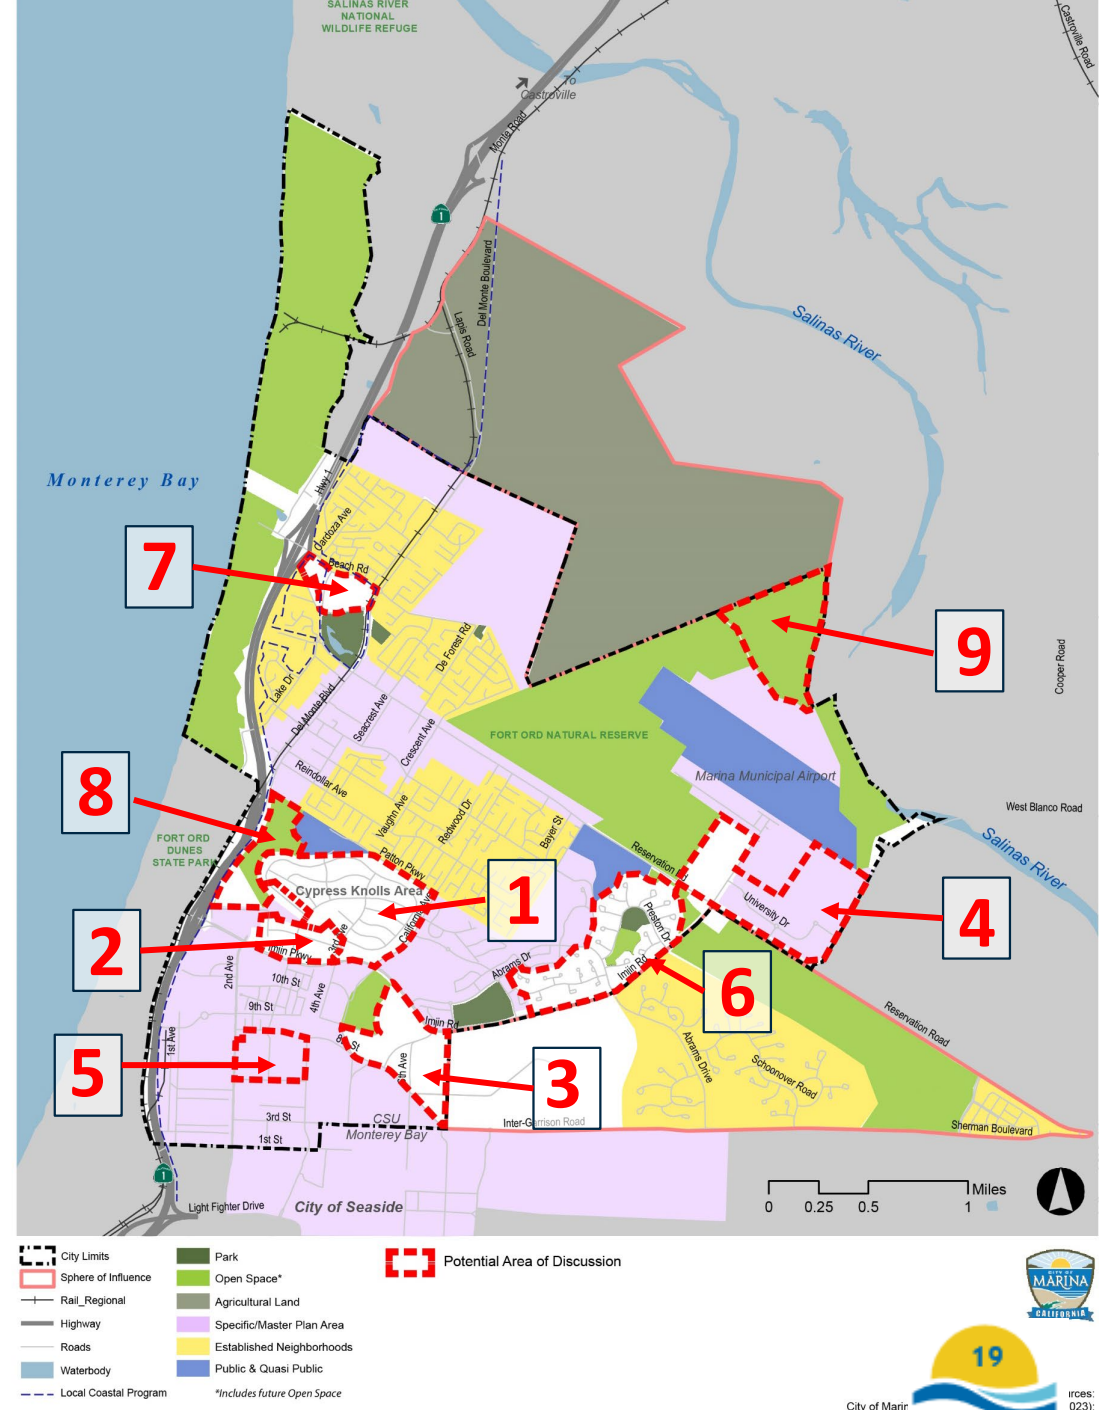 SALINAS RIVER
NATIONAL
WILDLIFE REFUGE
Castroville Road
To
Castroville
Monte Road
1
Del Monte Boulevard
Lapis Road
Salinas River
Monterey Bay
Hwy 1
Cardoza Ave
Beach Rd
7
De Forest Rd
9
Cooper Road
Lake Dr
Del Monte Blvd
Seacrest Ave
Crescent Ave
FORT ORD NATURAL RESERVE
Marina Municipal Airport
Reindollar Ave
8
Vaughn Ave
Redwood Dr
Bayer St
West Blanco Road
Salinas River
FORT ORD
DUNES
STATE PARK
Patton Pkwy
Reservation Rd
Cypress Knolls Area
1
California Ave
University Dr
4
Preston Dr
2
Imjin Pkwy
3rd Ave
Abrams Dr
Imjin Rd
6
2nd Ave
10th St
9th St
4th Ave
Reservation Road
1st Ave
8th St
Imjin Rd
5
3
Abrams Drive
Schoonover Road
3rd St
CSU
Monterey Bay
Inter-Garrison Road
Sherman Boulevard
1st St
1
Light Fighter Drive
City of Seaside
0 0.25 0.5 1 Miles
City Limits
Sphere of Influence
Rail_Regional
Highway
Roads
Waterbody
Local Coastal Program
Park
Open Space*
Agricultural Land
Specific/Master Plan Area
Established Neighborhoods
Public & Quasi Public
*Includes future Open Space
Potential Area of Discussion
CITY OF
MARINA
CALIFORNIA
19
City of Marin
023):